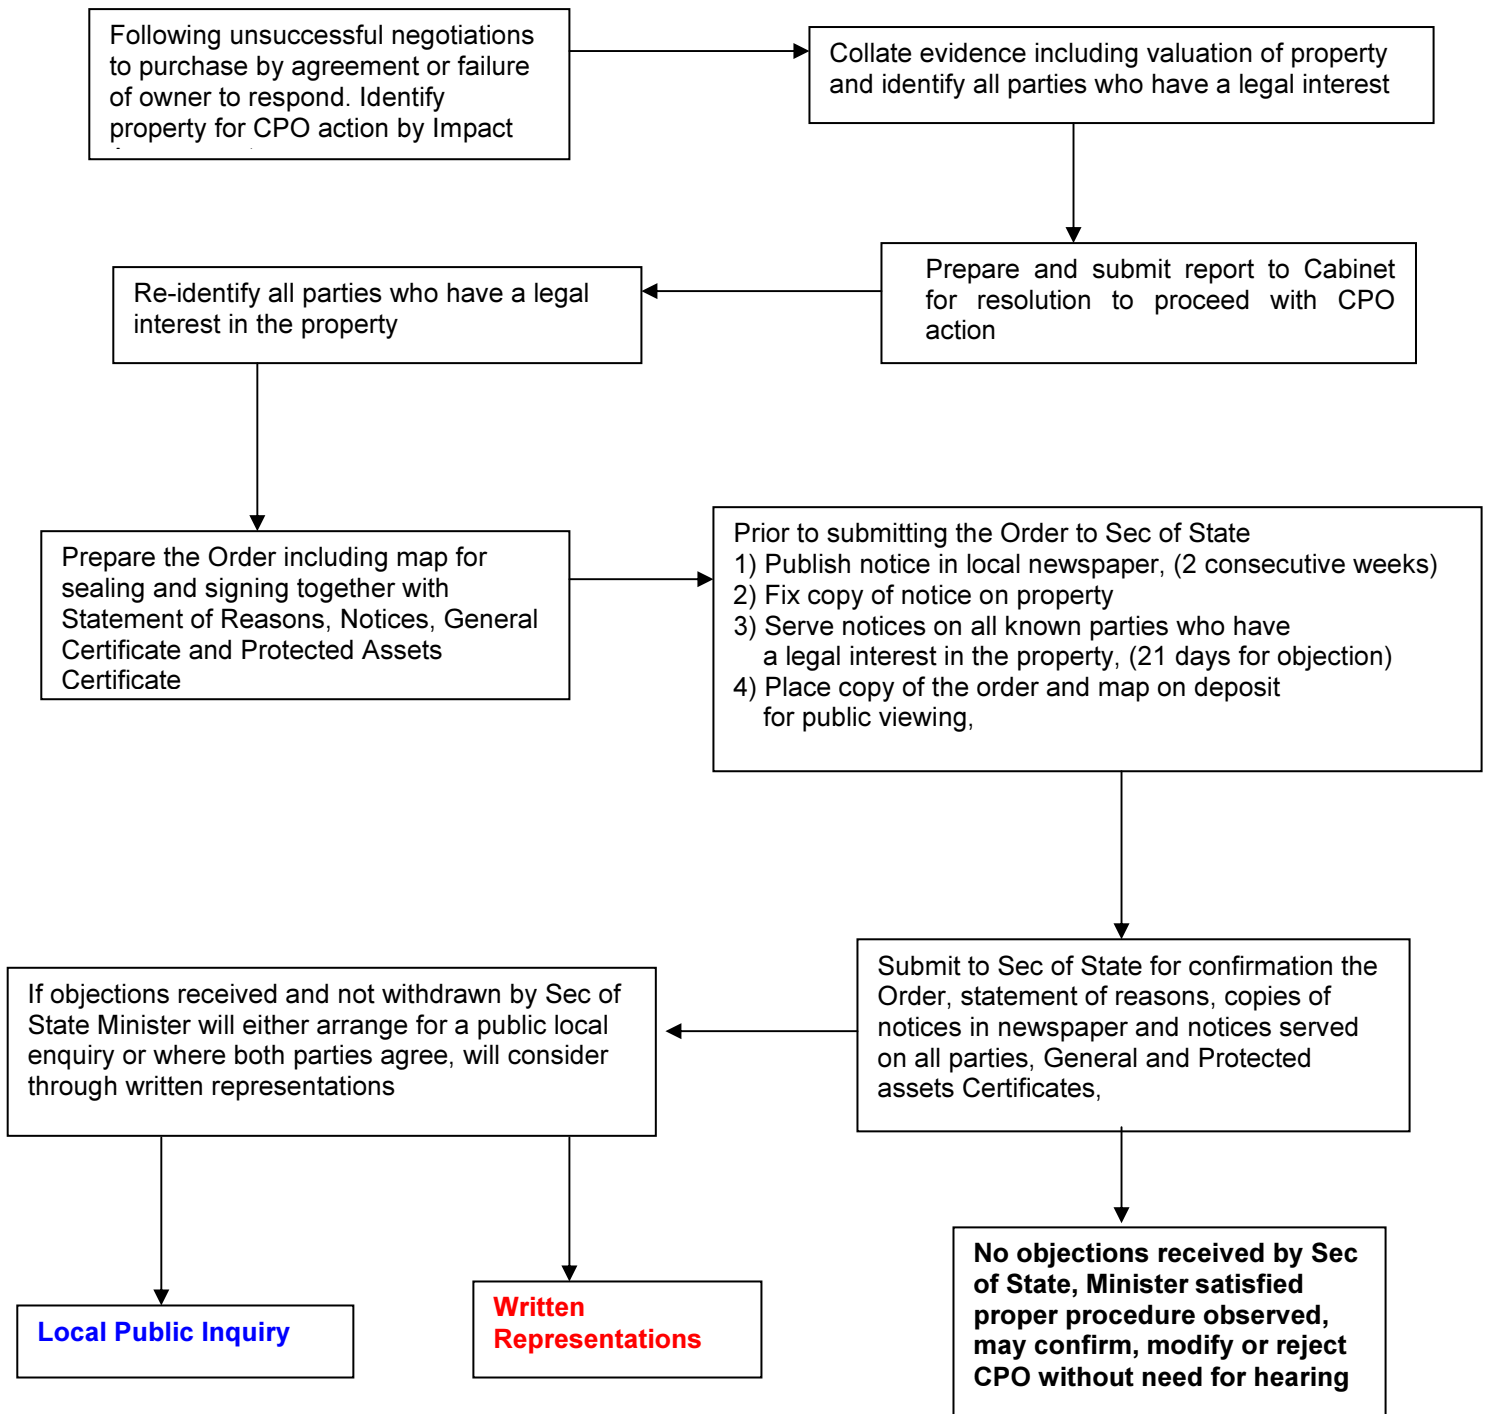 Following unsuccessful negotiations
to purchase by agreement or failure
of owner to respond. Identify
property for CPO action by Impact
Collate evidence including valuation of property
and identify all parties who have a legal interest
Prepare and submit report to Cabinet
for resolution to proceed with CPO
action
Re-identify all parties who have a legal
interest in the property
Prepare the Order including map for
sealing and signing together with
Statement of Reasons, Notices, General
Certificate and Protected Assets
Certificate
Prior to submitting the Order to Sec of State
1) Publish notice in local newspaper, (2 consecutive weeks)
2) Fix copy of notice on property
3) Serve notices on all known parties who have
a legal interest in the property, (21 days for objection)
4) Place copy of the order and map on deposit
for public viewing,
Submit to Sec of State for confirmation the
Order, statement of reasons, copies of
notices in newspaper and notices served
on all parties, General and Protected
assets Certificates,
If objections received and not withdrawn by Sec of
State Minister will either arrange for a public local
enquiry or where both parties agree, will consider
through written representations
Local Public Inquiry
Written
Representations
No objections received by Sec
of State, Minister satisfied
proper procedure observed,
may confirm, modify or reject
CPO without need for hearing